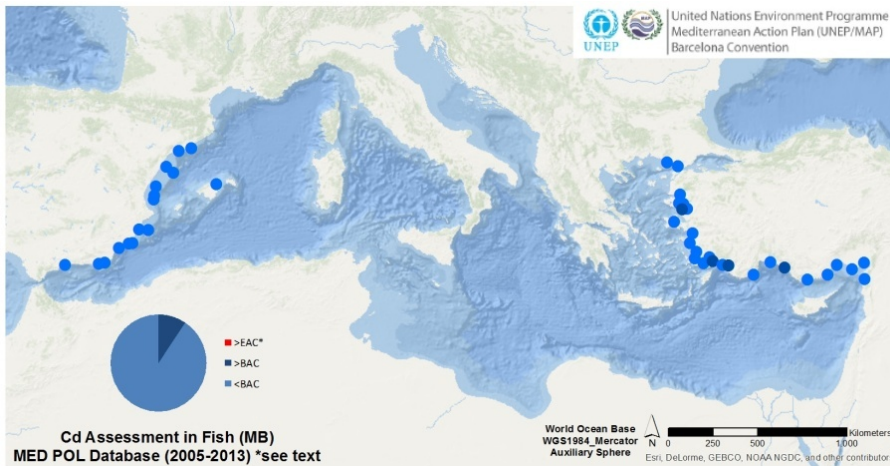 UNEP
MAP
United Nations Environment Programme
Mediterranean Action Plan (UNEP/MAP)
Barcelona Convention
>EAC*
>BAC
<BAC
Cd Assessment in Fish (MB)
MED POL Database (2005-2013) *see text
World Ocean Base
WGS1984_Mercator
Auxiliary Sphere
N
Kilometers
0 250 500 1.000
Esri, DeLorme, GEBCO, NOAA NGDC, and other contributor